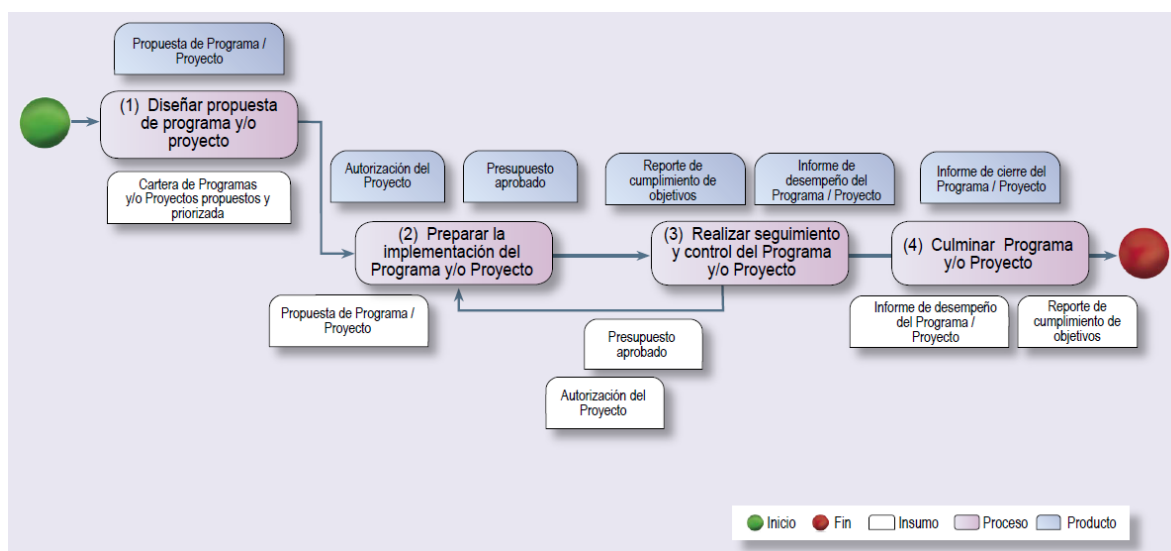 Propuesta de Programa /
Proyecto
(1) Diseñar propuesta
de programa y/o
proyecto
Cartera de Programas
y/o Proyectos propuestos y
priorizada
Autorización del
Proyecto
Presupuesto
aprobado
(2) Preparar la
implementación del
Programa y/o Proyecto
Propuesta de Programa /
Proyecto
Reporte de
cumplimiento de
objetivos
Informe de
desempeño del
Programa / Proyecto
(3) Realizar seguimiento
y control del Programa
y/o Proyecto
Presupuesto
aprobado
Autorización del
Proyecto
Informe de cierre del
Programa / Proyecto
(4) Culminar Programa
y/o Proyecto
Informe de desempeño
del Programa /
Proyecto
Reporte de
cumplimiento de
objetivos
Inicio
Fin
Insumo
Proceso
Producto